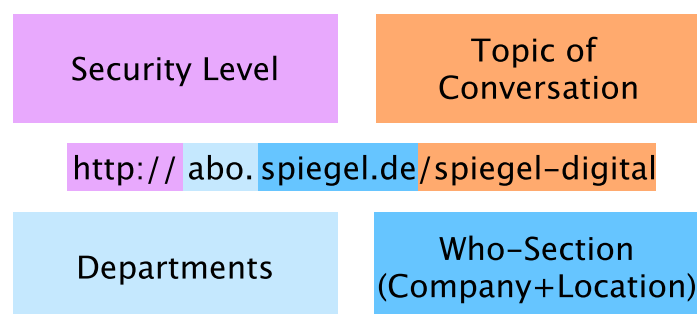 Security Level
Topic of
Conversation
http:// abo. spiegel.de/spiegel-digital
Departments
Who-Section
(Company+Location)